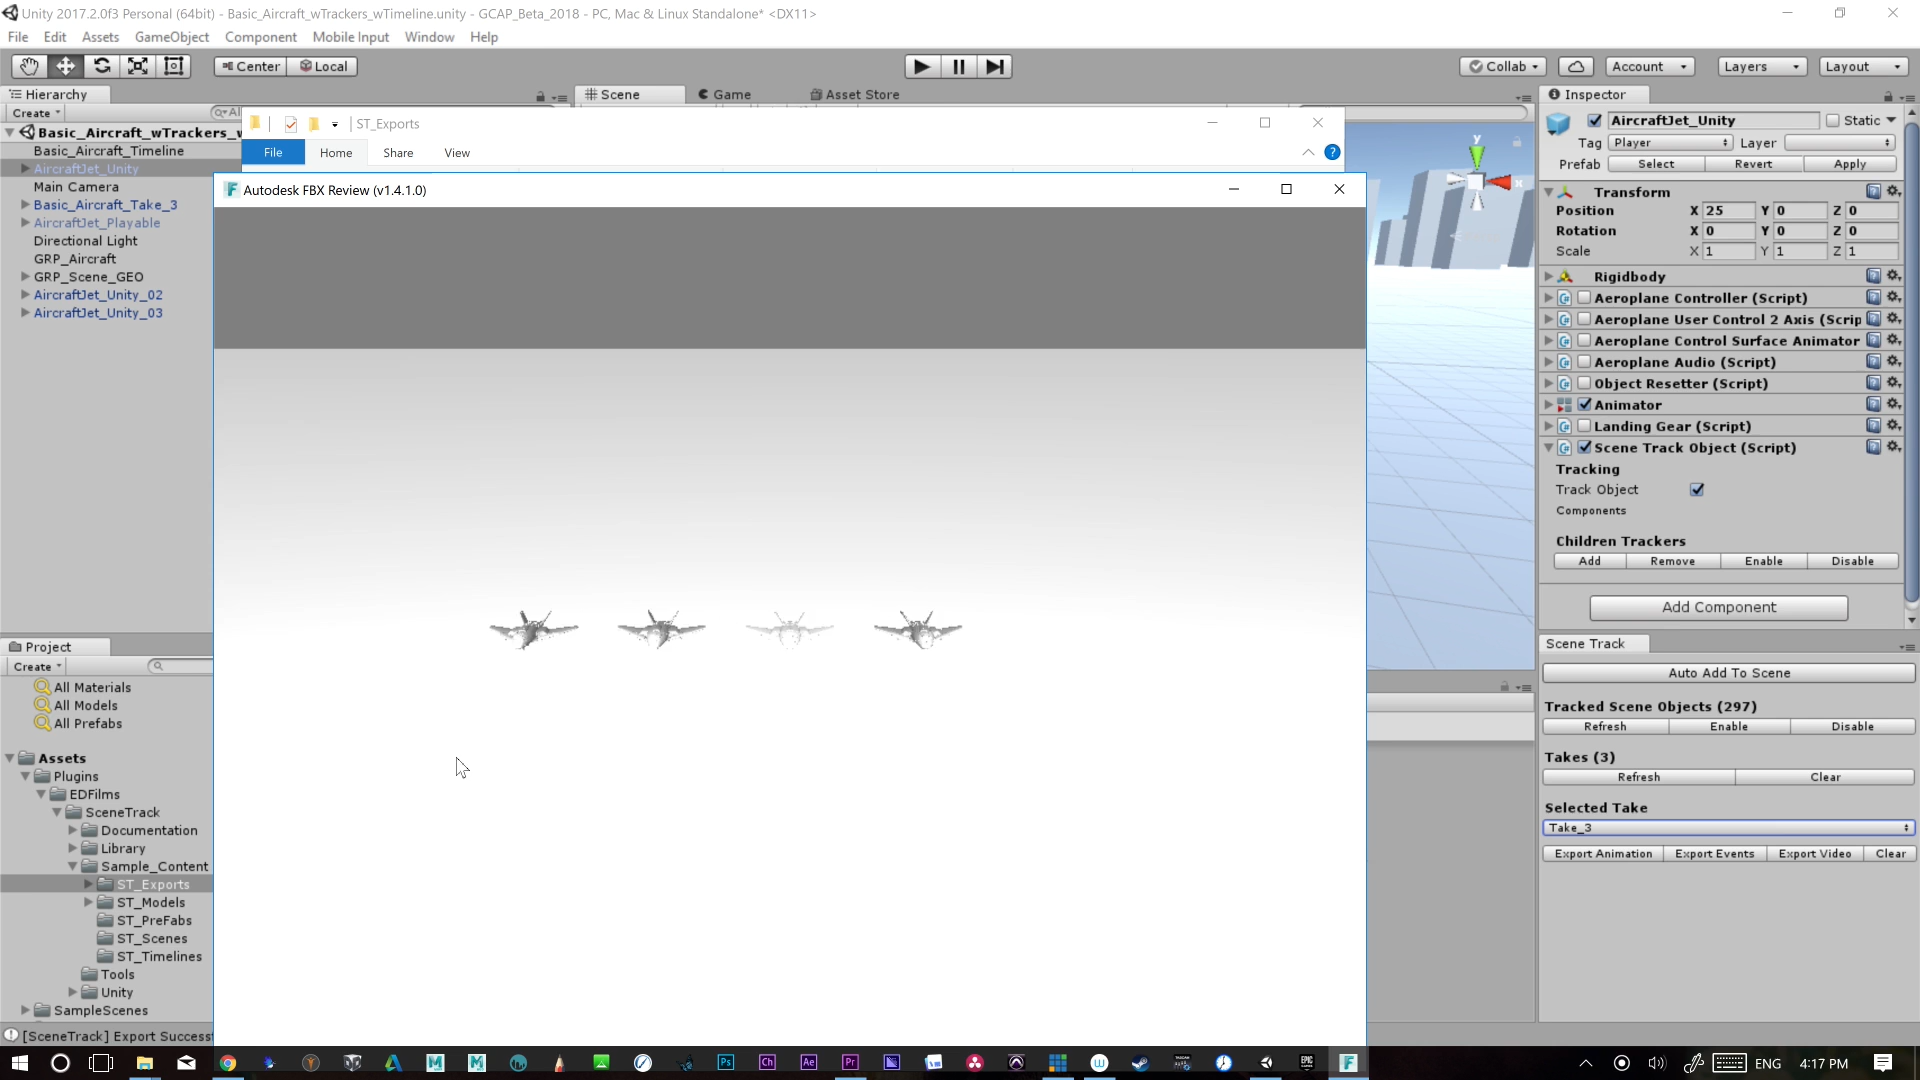 Unity 2017.2.0f3 Personal (64bit) - Basic_Aircraft_wTrackers_wTimeline.unity - GCAP_Beta_2018 - PC, Mac & Linux Standalone* <DX11>
File Edit Assets GameObject Component Mobile Input Window Help
Center Local Collab Account Layers Layout
Hierarchy Scene Game Asset Store Inspector
Create All
Basic_Aircraft_wTrackers_w
Basic_Aircraft_Timeline
AircraftJet_Unity
Main Camera
Basic_Aircraft_Take_3
AircraftJet_Playable
Directional Light
GRP_Aircraft
GRP_Scene_GEO
AircraftJet_Unity_02
AircraftJet_Unity_03
ST_Exports
File Home Share View
Autodesk FBX Review (v1.4.1.0)
y
x
AircraftJet_Unity Static
Tag Player Layer
Prefab Select Revert Apply
Transform
Position X 25 Y 0 Z 0
Rotation X 0 Y 0 Z 0
Scale X 1 Y 1 Z 1
Rigidbody
Aeroplane Controller (Script)
Aeroplane User Control 2 Axis (Scrip
Aeroplane Control Surface Animator
Aeroplane Audio (Script)
Object Resetter (Script)
Animator
Landing Gear (Script)
Scene Track Object (Script)
Tracking
Track Object
Components
Children Trackers
Add Remove Enable Disable
Add Component
Scene Track
Auto Add To Scene
Tracked Scene Objects (297)
Refresh Enable Disable
Takes (3)
Refresh Clear
Selected Take
Take_3
Export Animation Export Events Export Video Clear
Project
Create
All Materials
All Models
All Prefabs
Assets
Plugins
EDFilms
SceneTrack
Documentation
Library
Sample_Content
ST_Exports
ST_Models
ST_PreFabs
ST_Scenes
ST_Timelines
Tools
Unity
SampleScenes
[SceneTrack] Export Success
Ps Ch Ae Pr ENG 4:17 PM